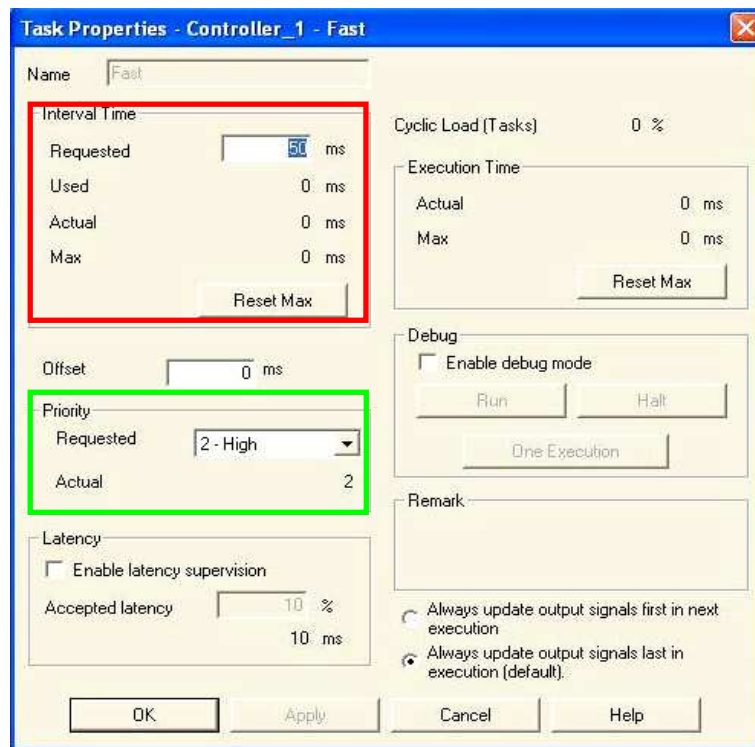 Task Properties - Controller_1 - Fast
Name Fast
Interval Time
Requested 50 ms
Used 0 ms
Actual 0 ms
Max 0 ms
Reset Max
Offset 0 ms
Priority
Requested 2 - High
Actual 2
Latency
Enable latency supervision
Accepted latency 10 %
10 ms
Cyclic Load (Tasks) 0 %
Execution Time
Actual 0 ms
Max 0 ms
Reset Max
Debug
Enable debug mode
Run Halt
One Execution
Remark
Always update output signals first in next
execution
Always update output signals last in
execution (default).
OK Apply Cancel Help